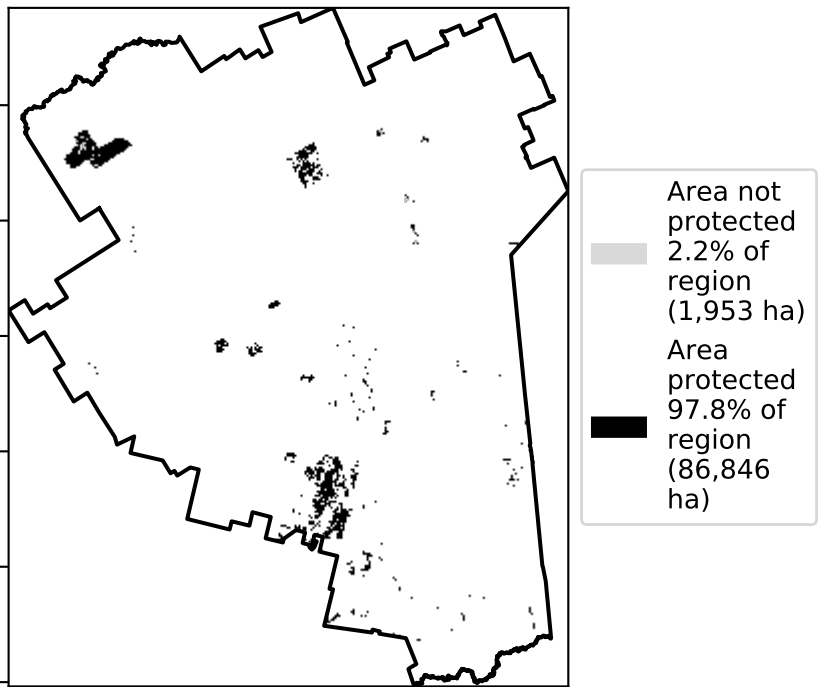 Area not
protected
2.2% of
region
(1,953 ha)
Area
protected
97.8% of
region
(86,846
ha)